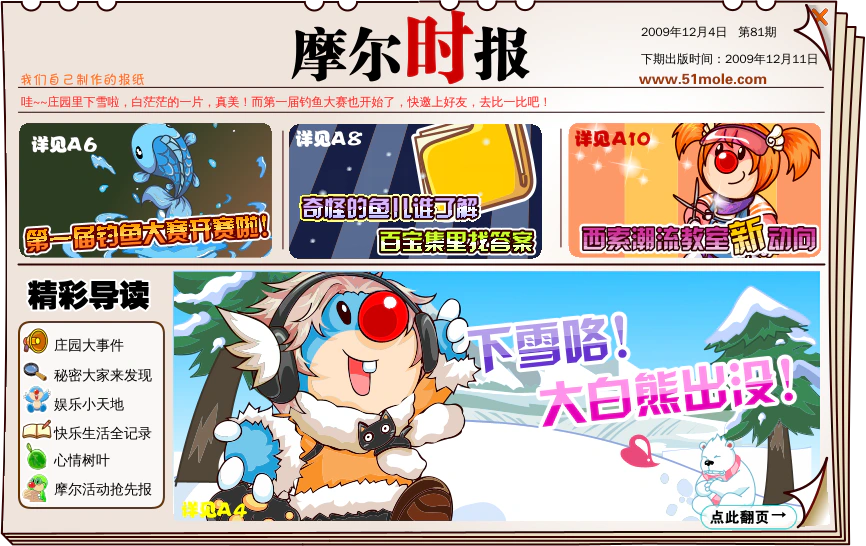 我们自己制作的报纸
摩尔时报
2009年12月4日 第81期
下期出版时间：2009年12月11日
www.51mole.com
哇~~庄园里下雪啦，白茫茫的一片，真美！而第一届钓鱼大赛也开始了，快邀上好友，去比一比吧！
详见A6
第一届钓鱼大赛开赛啦！
详见A8
奇怪的鱼儿谁了解
百宝集里找答案
详见A10
西索潮流教室新动向
精彩导读
庄园大事件
秘密大家来发现
娱乐小天地
快乐生活全记录
心情树叶
摩尔活动抢先报
下雪咯！
大白熊出没！
详见A4
点此翻页→